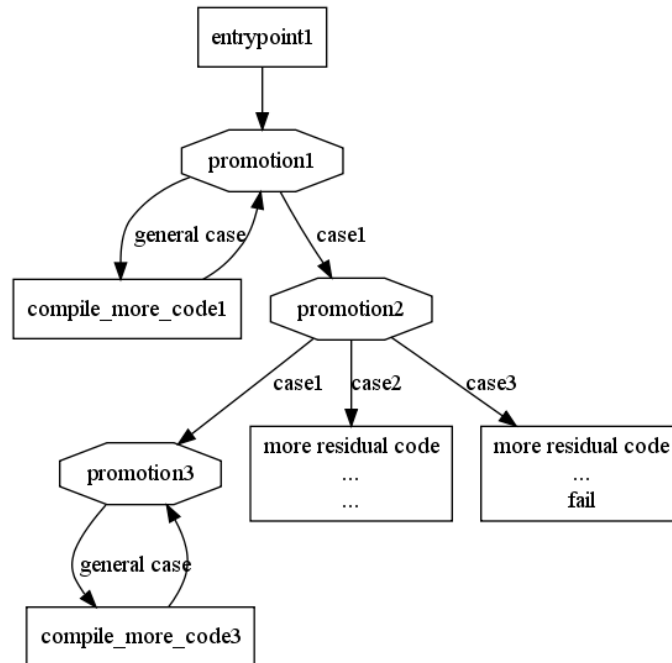 entrypoint1
promotion1
general case
case1
compile_more_code1
promotion2
case1
case2
case3
promotion3
more residual code
...
...
more residual code
...
fail
general case
compile_more_code3